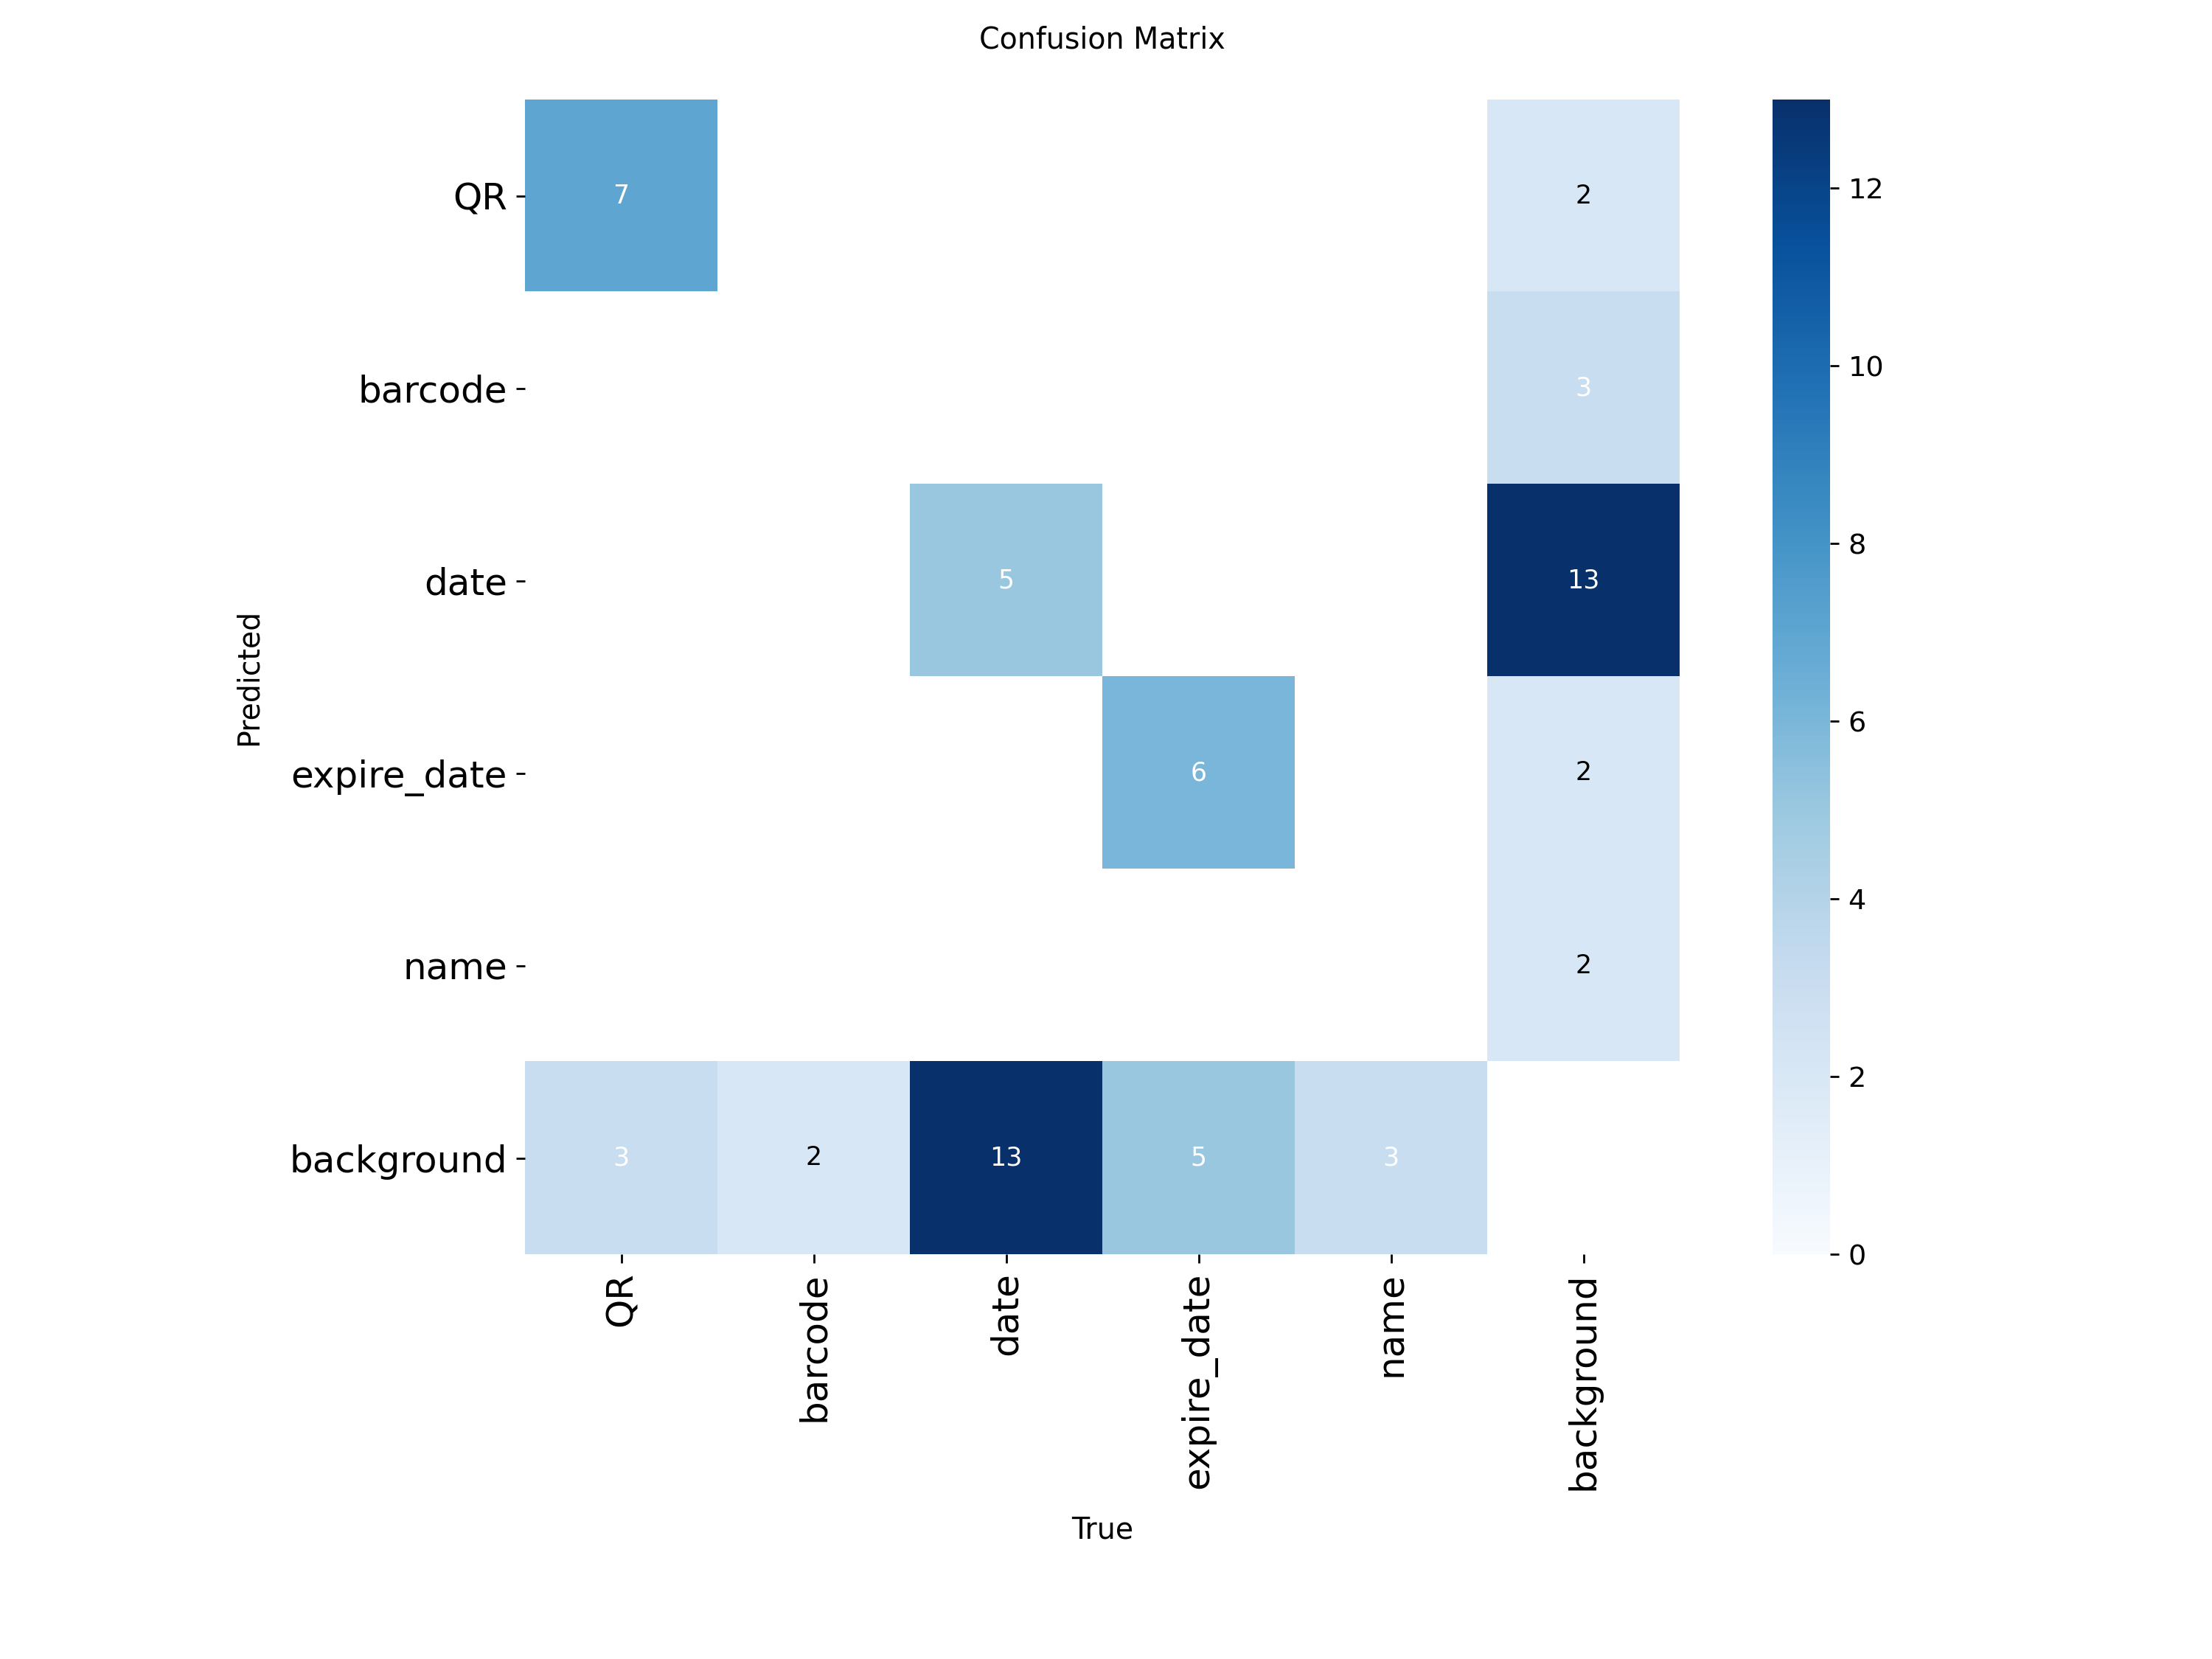 Confusion Matrix
QR
7
2
12
barcode
3
10
date
5
13
8
Predicted
expire_date
6
2
6
name
2
4
background
3
2
13
5
3
2
0
QR
barcode
date
expire_date
name
background
True